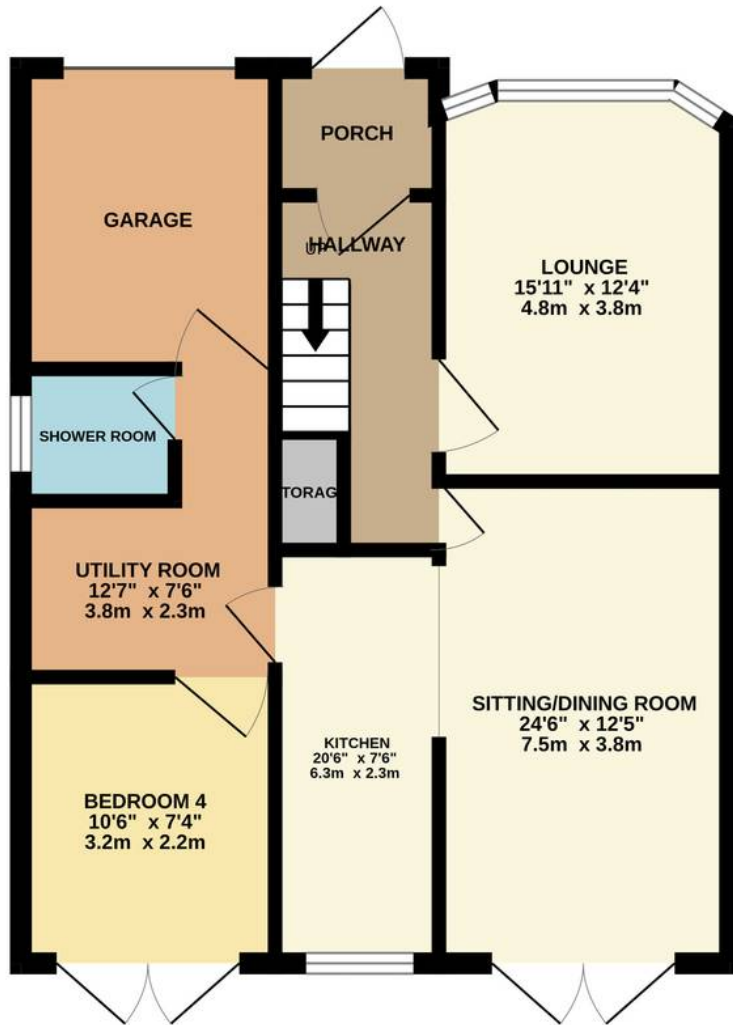 PORCH
GARAGE
UP
HALLWAY
LOUNGE
15'11" x 12'4"
4.8m x 3.8m
SHOWER ROOM
TORAG
UTILITY ROOM
12'7" x 7'6"
3.8m x 2.3m
SITTING/DINING ROOM
24'6" x 12'5"
7.5m x 3.8m
KITCHEN
20'6" x 7'6"
6.3m x 2.3m
BEDROOM 4
10'6" x 7'4"
3.2m x 2.2m